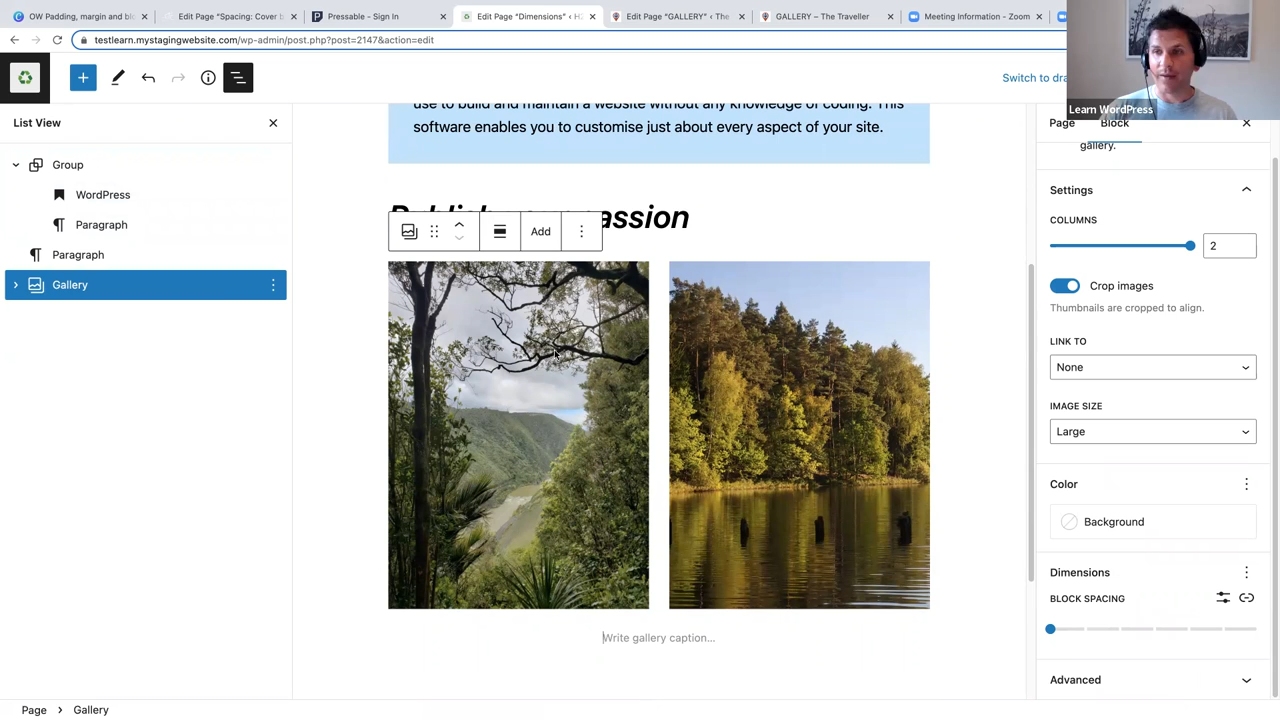 OW Padding, margin and blo
Edit Page "Spacing: Cover b
Pressable - Sign In
Edit Page "Dimensions" ‹ H2
Edit Page "GALLERY" ‹ The
GALLERY – The Traveller
Meeting Information - Zoom
testlearn.mystagingwebsite.com/wp-admin/post.php?post=2147&action=edit
Switch to dra
Learn WordPress
List View
Page
Block
use to build and maintain a website without any knowledge of coding. This
software enables you to customise just about every aspect of your site.
gallery.
Group
WordPress
Paragraph
Paragraph
Gallery
Add
Settings
COLUMNS
2
Crop images
Thumbnails are cropped to align.
LINK TO
None
IMAGE SIZE
Large
Color
Background
Dimensions
BLOCK SPACING
Write gallery caption...
Advanced
Page
Gallery